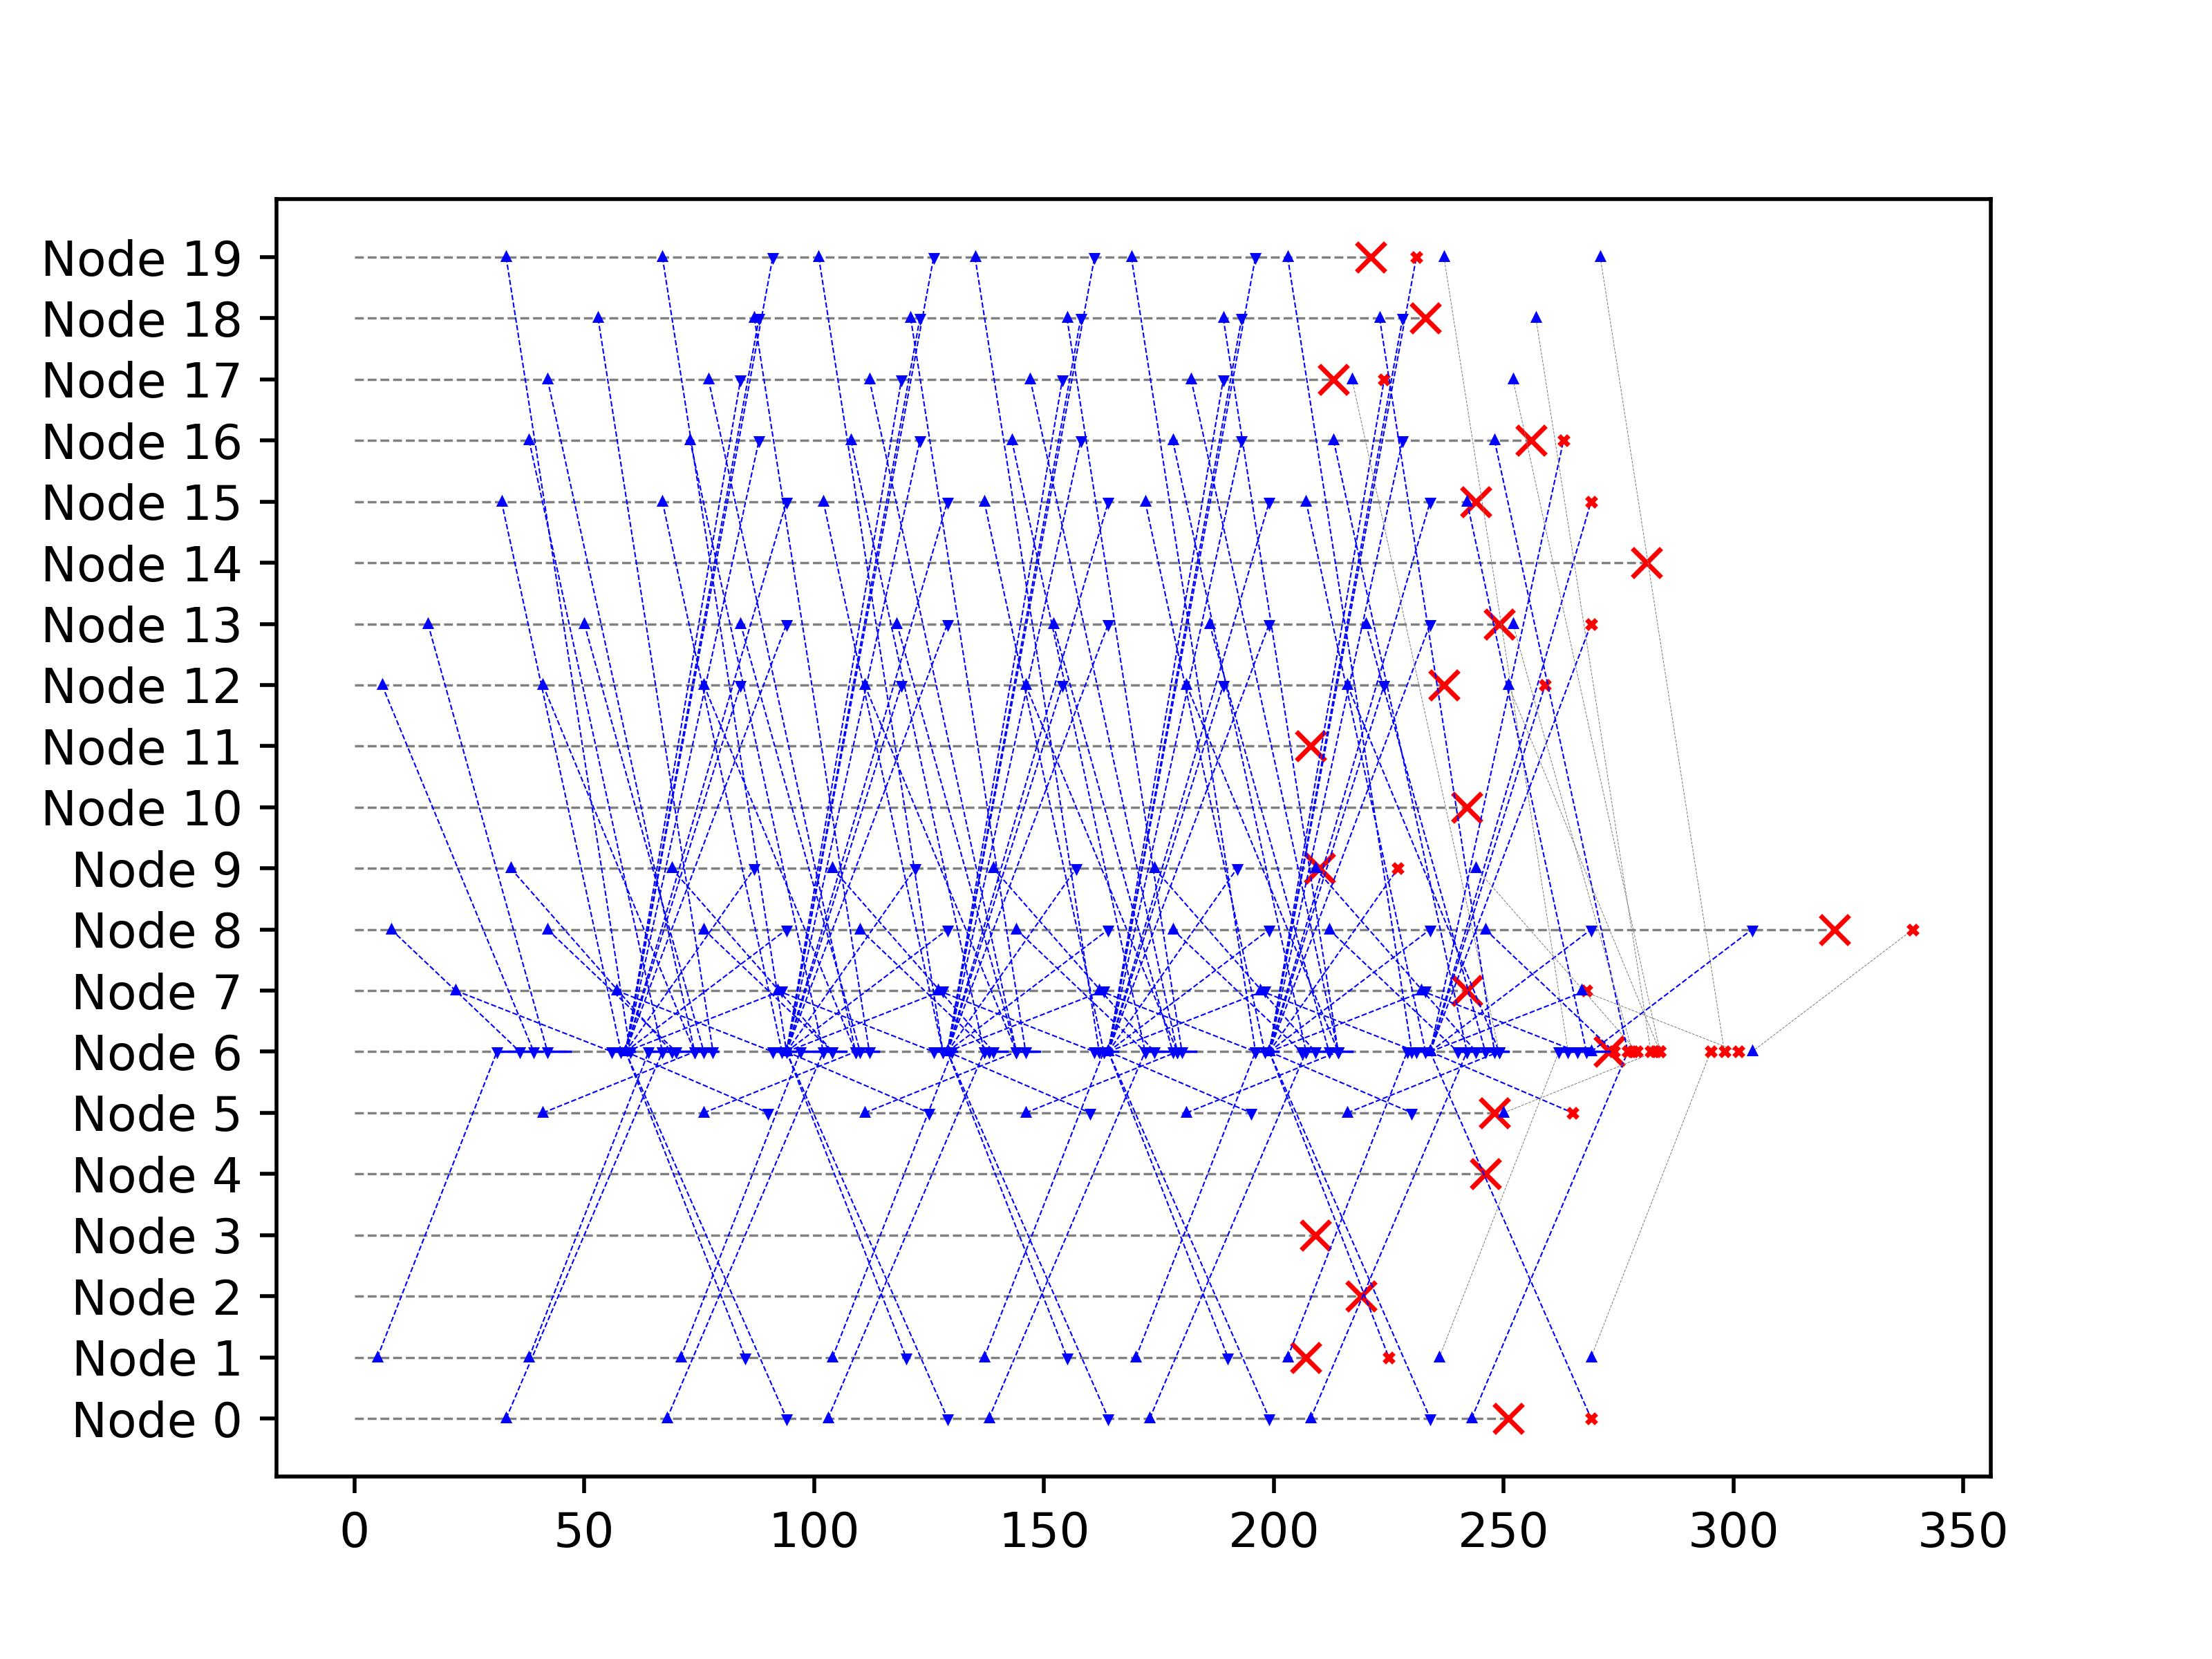 Node 19
Node 18
Node 17
Node 16
Node 15
Node 14
Node 13
Node 12
Node 11
Node 10
Node 9
Node 8
Node 7
Node 6
Node 5
Node 4
Node 3
Node 2
Node 1
Node 0
0 50 100 150 200 250 300 350